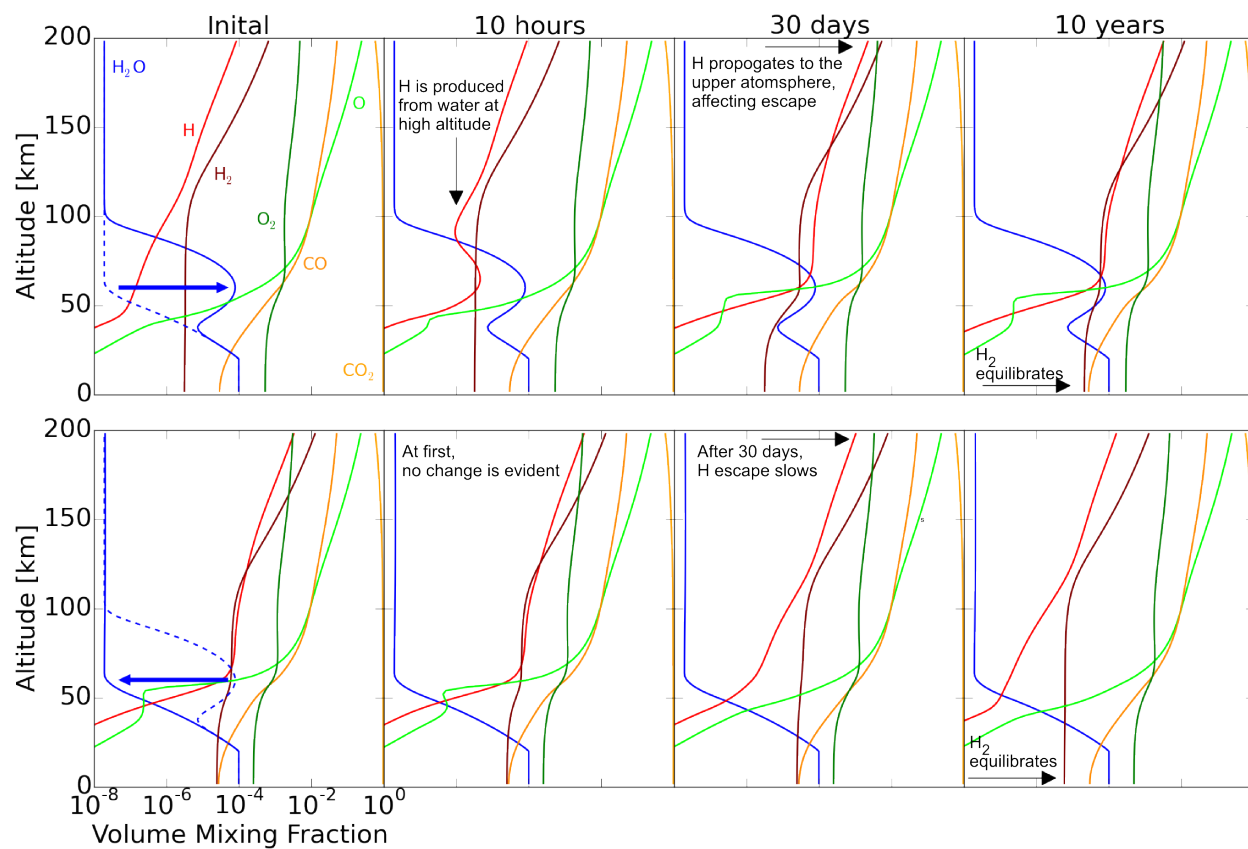 Inital
10 hours
30 days
10 years
200
150
100
50
0
Altitude [km]
H₂O
H
H₂
O₂
CO
O
CO₂
H is produced
from water at
high altitude
H propogates to the
upper atomsphere,
affecting escape
H₂
equilibrates
200
150
100
50
0
Altitude [km]
At first,
no change is evident
After 30 days,
H escape slows
s
H₂
equilibrates
10⁻⁸ 10⁻⁶ 10⁻⁴ 10⁻² 10⁰
Volume Mixing Fraction